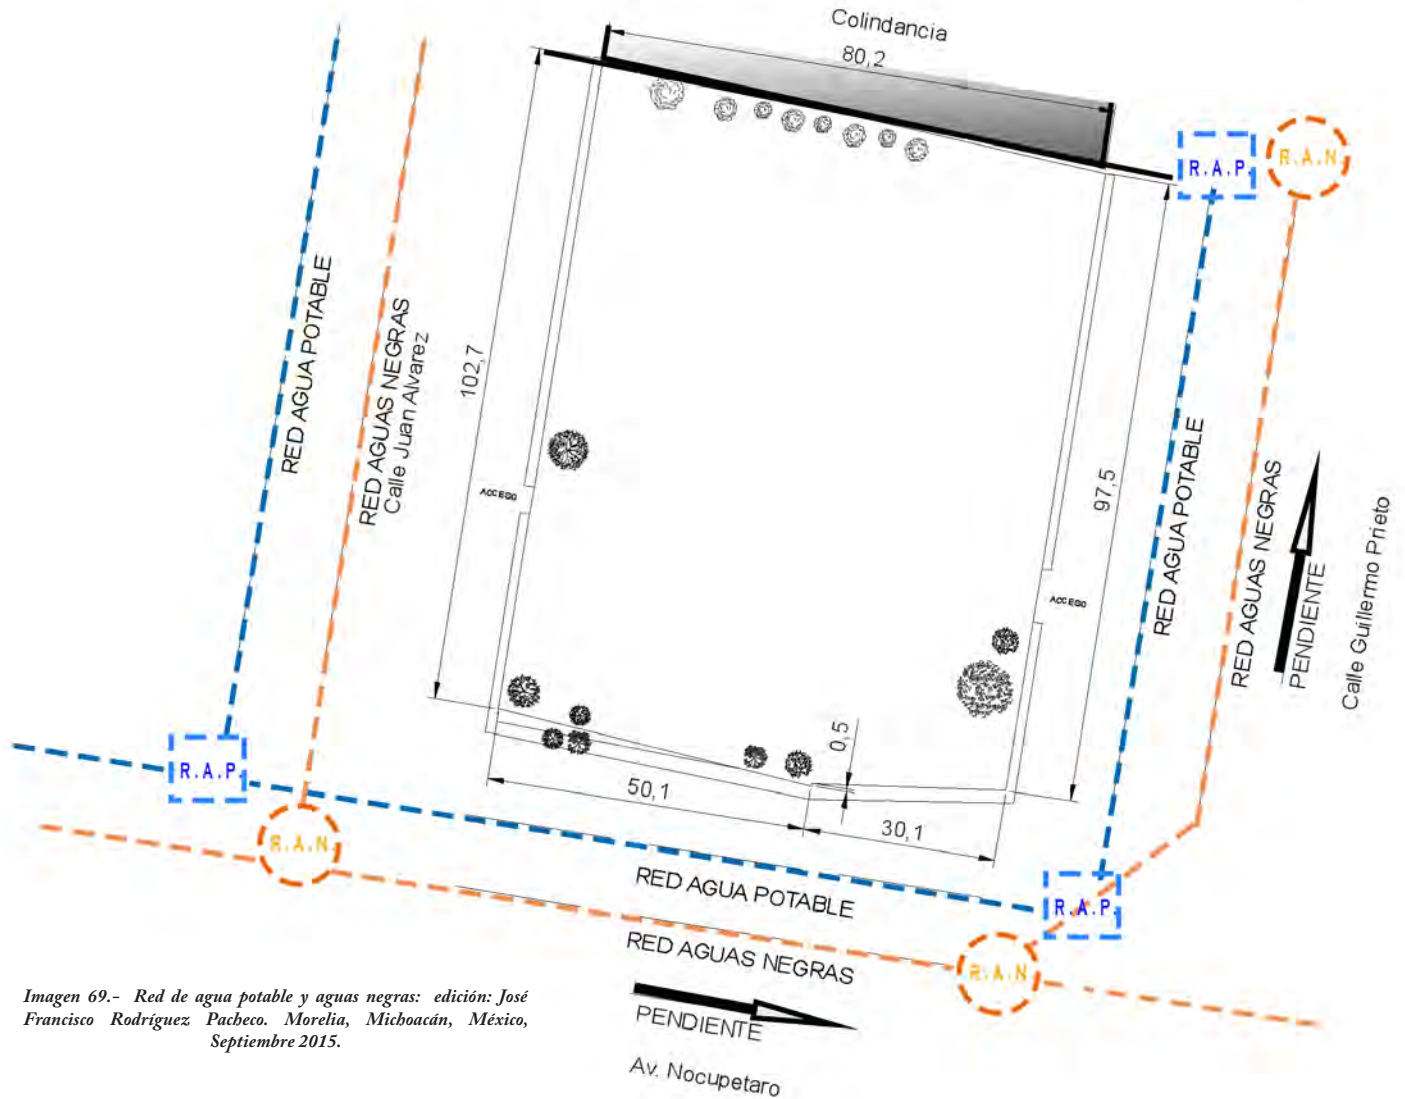 Colindancia
80,2
R.A.P.
R.A.N.
RED AGUA POTABLE
RED AGUAS NEGRAS
Calle Juan Alvarez
102,7
ACCESO
97,5
ACCESO
RED AGUA POTABLE
RED AGUAS NEGRAS
PENDIENTE
Calle Guillermo Prieto
R.A.P.
R.A.N.
50,1
0,5
30,1
R.A.P.
R.A.N.
RED AGUA POTABLE
RED AGUAS NEGRAS
PENDIENTE
Av. Nocupetaro
Imagen 69.- Red de agua potable y aguas negras: edición: José
Francisco Rodríguez Pacheco. Morelia, Michoacán, México,
Septiembre 2015.